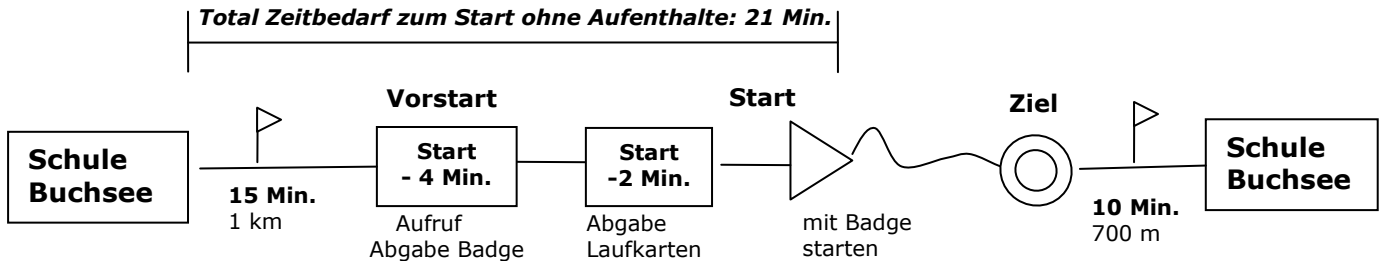 Total Zeitbedarf zum Start ohne Aufenthalte: 21 Min.
Vorstart
Start
Ziel
Schule
Buchsee
15 Min.
1 km
Start
- 4 Min.
Aufruf
Abgabe Badge
Start
-2 Min.
Abgabe
Laufkarten
mit Badge
starten
10 Min.
700 m
Schule
Buchsee